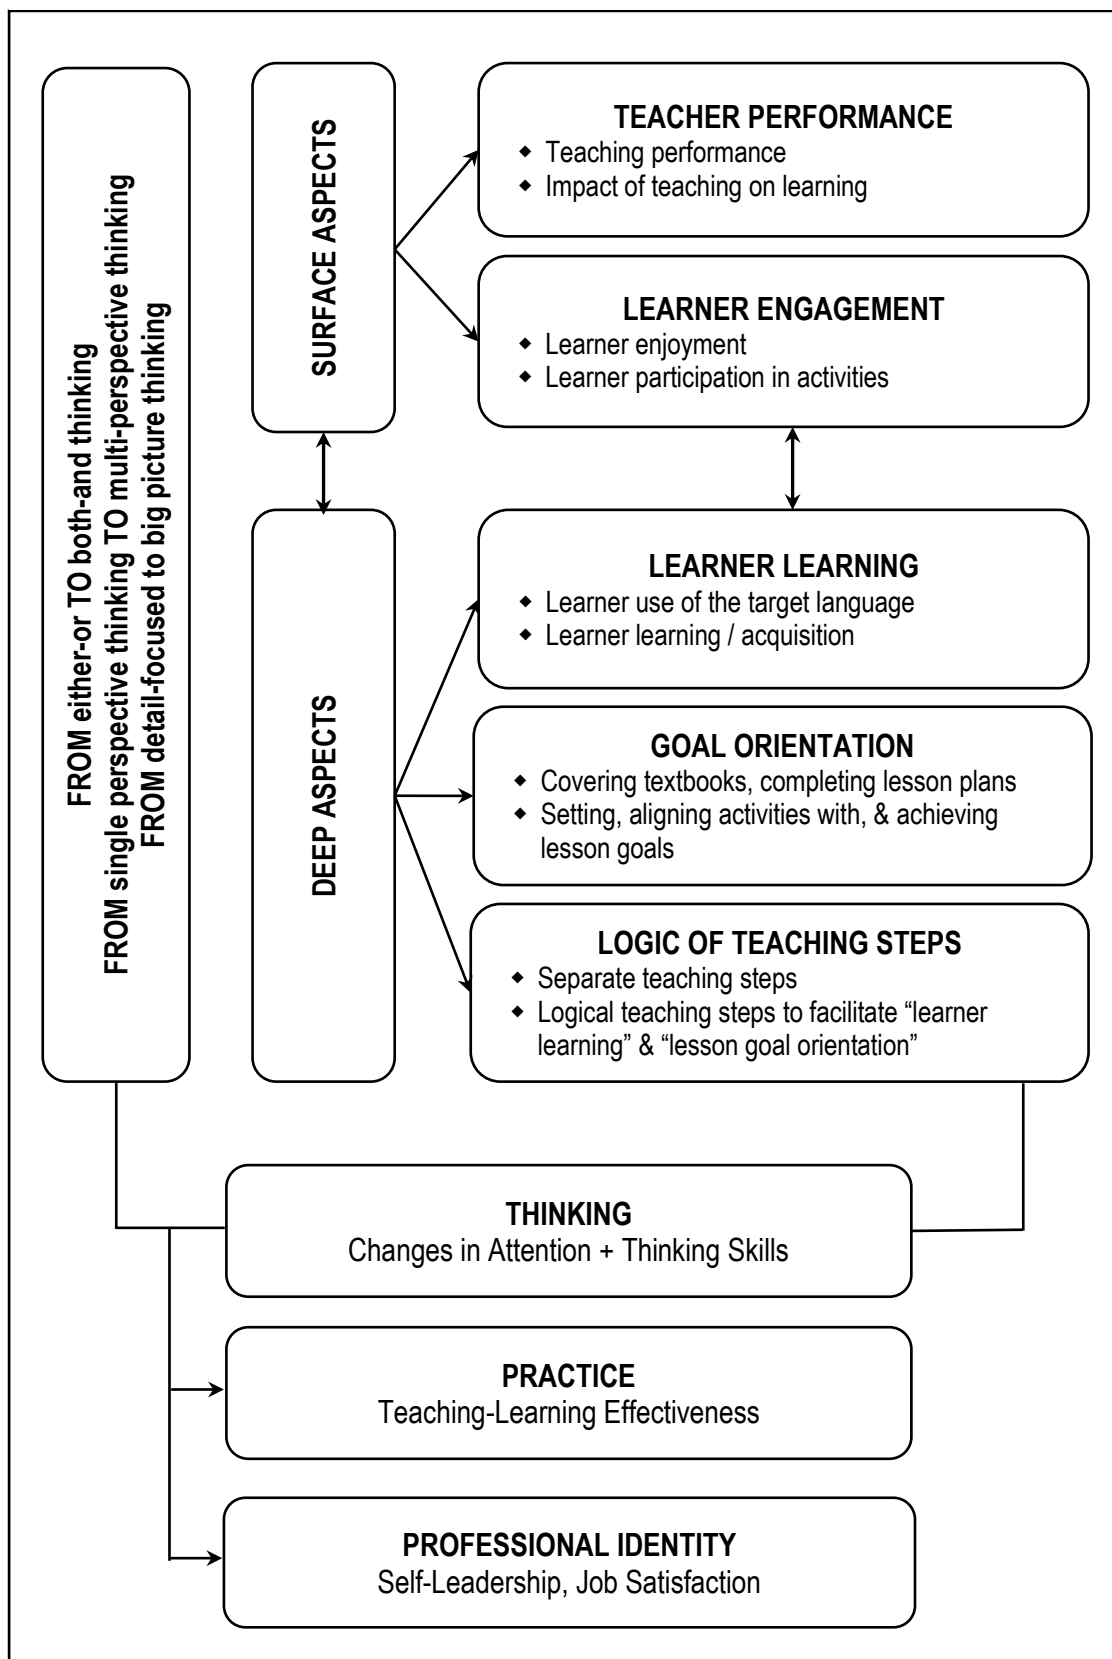 FROM either-or TO both-and thinking
FROM single perspective thinking TO multi-perspective thinking
FROM detail-focused to big picture thinking
SURFACE ASPECTS
TEACHER PERFORMANCE
◆ Teaching performance
◆ Impact of teaching on learning
LEARNER ENGAGEMENT
◆ Learner enjoyment
◆ Learner participation in activities
DEEP ASPECTS
LEARNER LEARNING
◆ Learner use of the target language
◆ Learner learning / acquisition
GOAL ORIENTATION
◆ Covering textbooks, completing lesson plans
◆ Setting, aligning activities with, & achieving
lesson goals
LOGIC OF TEACHING STEPS
◆ Separate teaching steps
◆ Logical teaching steps to facilitate “learner
learning” & “lesson goal orientation”
THINKING
Changes in Attention + Thinking Skills
PRACTICE
Teaching-Learning Effectiveness
PROFESSIONAL IDENTITY
Self-Leadership, Job Satisfaction